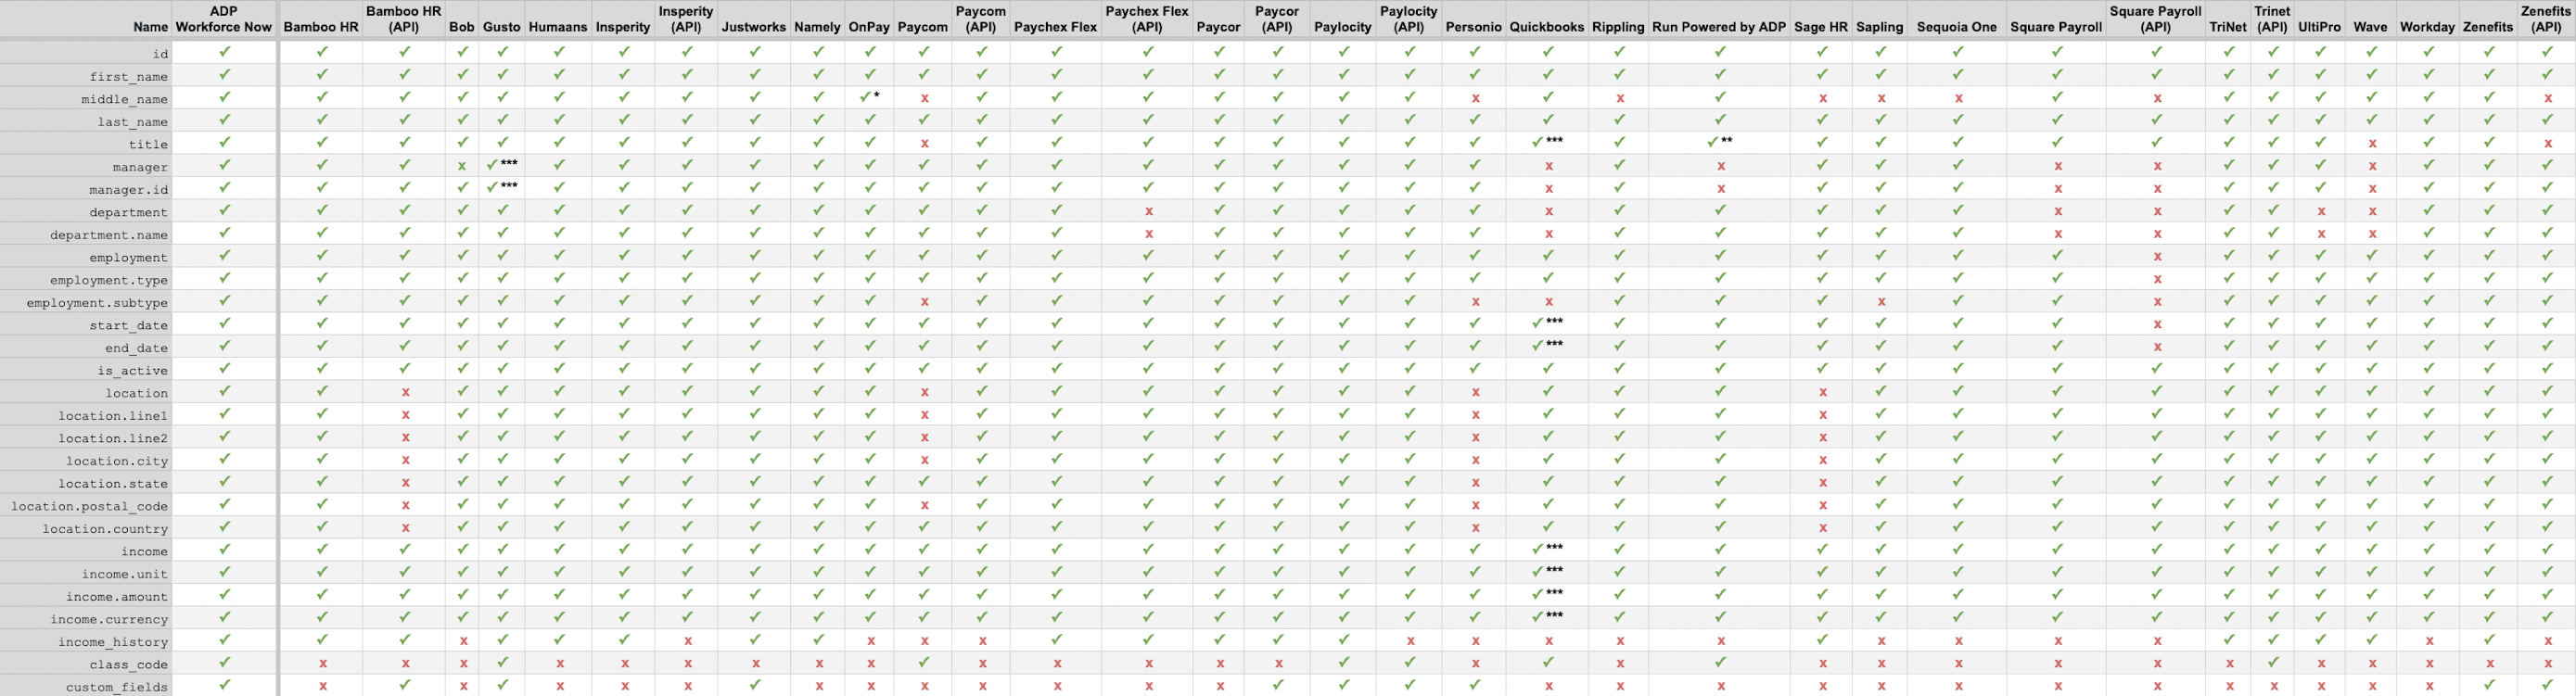 Name ADP Workforce Now Bamboo HR Bamboo HR (API) Bob Gusto Humaans Insperity Insperity (API) Justworks Namely OnPay Paycom Paycom (API) Paychex Flex Paychex Flex (API) Paycor Paycor (API) Paylocity Paylocity (API) Personio Quickbooks Rippling Run Powered by ADP Sage HR Sapling Sequoia One Square Payroll Square Payroll (API) TriNet Trinet (API) UltiPro Wave Workday Zenefits Zenefits (API)
id ✓ ✓ ✓ ✓ ✓ ✓ ✓ ✓ ✓ ✓ ✓ ✓ ✓ ✓ ✓ ✓ ✓ ✓ ✓ ✓ ✓ ✓ ✓ ✓ ✓ ✓ ✓ ✓ ✓ ✓ ✓ ✓ ✓ ✓ ✓
first_name ✓ ✓ ✓ ✓ ✓ ✓ ✓ ✓ ✓ ✓ ✓ ✓ ✓ ✓ ✓ ✓ ✓ ✓ ✓ ✓ ✓ ✓ ✓ ✓ ✓ ✓ ✓ ✓ ✓ ✓ ✓ ✓ ✓ ✓ ✓
middle_name ✓ ✓ ✓ ✓ ✓ ✓ ✓ ✓ ✓ ✓ ✓* x ✓ ✓ ✓ ✓ ✓ ✓ ✓ x ✓ x ✓ x x x ✓ x ✓ ✓ ✓ ✓ ✓ ✓ x
last_name ✓ ✓ ✓ ✓ ✓ ✓ ✓ ✓ ✓ ✓ ✓ ✓ ✓ ✓ ✓ ✓ ✓ ✓ ✓ ✓ ✓ ✓ ✓ ✓ ✓ ✓ ✓ ✓ ✓ ✓ ✓ ✓ ✓ ✓ ✓
title ✓ ✓ ✓ ✓ ✓ ✓ ✓ ✓ ✓ ✓ ✓ x ✓ ✓ ✓ ✓ ✓ ✓ ✓ ✓ ✓*** ✓ ✓** ✓ ✓ ✓ ✓ ✓ ✓ ✓ ✓ x ✓ ✓ x
manager ✓ ✓ ✓ x ✓*** ✓ ✓ ✓ ✓ ✓ ✓ ✓ ✓ ✓ ✓ ✓ ✓ ✓ ✓ ✓ x ✓ x ✓ ✓ ✓ x x ✓ ✓ ✓ x ✓ ✓ ✓
manager.id ✓ ✓ ✓ ✓ ✓*** ✓ ✓ ✓ ✓ ✓ ✓ ✓ ✓ ✓ ✓ ✓ ✓ ✓ ✓ ✓ x ✓ x ✓ ✓ ✓ x x ✓ ✓ ✓ x ✓ ✓ ✓
department ✓ ✓ ✓ ✓ ✓ ✓ ✓ ✓ ✓ ✓ ✓ ✓ ✓ ✓ x ✓ ✓ ✓ ✓ ✓ x ✓ ✓ ✓ ✓ ✓ x x ✓ ✓ x x ✓ ✓ ✓
department.name ✓ ✓ ✓ ✓ ✓ ✓ ✓ ✓ ✓ ✓ ✓ ✓ ✓ ✓ x ✓ ✓ ✓ ✓ ✓ x ✓ ✓ ✓ ✓ ✓ x x ✓ ✓ x x ✓ ✓ ✓
employment ✓ ✓ ✓ ✓ ✓ ✓ ✓ ✓ ✓ ✓ ✓ ✓ ✓ ✓ ✓ ✓ ✓ ✓ ✓ ✓ ✓ ✓ ✓ ✓ ✓ ✓ ✓ x ✓ ✓ ✓ ✓ ✓ ✓ ✓
employment.type ✓ ✓ ✓ ✓ ✓ ✓ ✓ ✓ ✓ ✓ ✓ ✓ ✓ ✓ ✓ ✓ ✓ ✓ ✓ ✓ ✓ ✓ ✓ ✓ ✓ ✓ ✓ x ✓ ✓ ✓ ✓ ✓ ✓ ✓
employment.subtype ✓ ✓ ✓ ✓ ✓ ✓ ✓ ✓ ✓ ✓ ✓ x ✓ ✓ ✓ ✓ ✓ ✓ ✓ x x ✓ ✓ ✓ x ✓ ✓ x ✓ ✓ ✓ ✓ ✓ ✓ ✓
start_date ✓ ✓ ✓ ✓ ✓ ✓ ✓ ✓ ✓ ✓ ✓ ✓ ✓ ✓ ✓ ✓ ✓ ✓ ✓ ✓ ✓*** ✓ ✓ ✓ ✓ ✓ ✓ x ✓ ✓ ✓ ✓ ✓ ✓ ✓
end_date ✓ ✓ ✓ ✓ ✓ ✓ ✓ ✓ ✓ ✓ ✓ ✓ ✓ ✓ ✓ ✓ ✓ ✓ ✓ ✓ ✓*** ✓ ✓ ✓ ✓ ✓ ✓ x ✓ ✓ ✓ ✓ ✓ ✓ ✓
is_active ✓ ✓ ✓ ✓ ✓ ✓ ✓ ✓ ✓ ✓ ✓ ✓ ✓ ✓ ✓ ✓ ✓ ✓ ✓ ✓ ✓ ✓ ✓ ✓ ✓ ✓ ✓ ✓ ✓ ✓ ✓ ✓ ✓ ✓ ✓
location ✓ ✓ x ✓ ✓ ✓ ✓ ✓ ✓ ✓ ✓ x ✓ ✓ ✓ ✓ ✓ ✓ ✓ x ✓ ✓ ✓ x ✓ ✓ ✓ ✓ ✓ ✓ ✓ ✓ ✓ ✓ ✓
location.line1 ✓ ✓ x ✓ ✓ ✓ ✓ ✓ ✓ ✓ ✓ x ✓ ✓ ✓ ✓ ✓ ✓ ✓ x ✓ ✓ ✓ x ✓ ✓ ✓ ✓ ✓ ✓ ✓ ✓ ✓ ✓ ✓
location.line2 ✓ ✓ x ✓ ✓ ✓ ✓ ✓ ✓ ✓ ✓ x ✓ ✓ ✓ ✓ ✓ ✓ ✓ x ✓ ✓ ✓ x ✓ ✓ ✓ ✓ ✓ ✓ ✓ ✓ ✓ ✓ ✓
location.city ✓ ✓ x ✓ ✓ ✓ ✓ ✓ ✓ ✓ ✓ x ✓ ✓ ✓ ✓ ✓ ✓ ✓ x ✓ ✓ ✓ x ✓ ✓ ✓ ✓ ✓ ✓ ✓ ✓ ✓ ✓ ✓
location.state ✓ ✓ x ✓ ✓ ✓ ✓ ✓ ✓ ✓ ✓ ✓ ✓ ✓ ✓ ✓ ✓ ✓ ✓ x ✓ ✓ ✓ x ✓ ✓ ✓ ✓ ✓ ✓ ✓ ✓ ✓ ✓ ✓
location.postal_code ✓ ✓ x ✓ ✓ ✓ ✓ ✓ ✓ ✓ ✓ x ✓ ✓ ✓ ✓ ✓ ✓ ✓ x ✓ ✓ ✓ x ✓ ✓ ✓ ✓ ✓ ✓ ✓ ✓ ✓ ✓ ✓
location.country ✓ ✓ x ✓ ✓ ✓ ✓ ✓ ✓ ✓ ✓ ✓ ✓ ✓ ✓ ✓ ✓ ✓ ✓ x ✓ ✓ ✓ x ✓ ✓ ✓ ✓ ✓ ✓ ✓ ✓ ✓ ✓ ✓
income ✓ ✓ ✓ ✓ ✓ ✓ ✓ ✓ ✓ ✓ ✓ ✓ ✓ ✓ ✓ ✓ ✓ ✓ ✓ ✓ ✓*** ✓ ✓ ✓ ✓ ✓ ✓ ✓ ✓ ✓ ✓ ✓ ✓ ✓ ✓
income.unit ✓ ✓ ✓ ✓ ✓ ✓ ✓ ✓ ✓ ✓ ✓ ✓ ✓ ✓ ✓ ✓ ✓ ✓ ✓ ✓ ✓*** ✓ ✓ ✓ ✓ ✓ ✓ ✓ ✓ ✓ ✓ ✓ ✓ ✓ ✓
income.amount ✓ ✓ ✓ ✓ ✓ ✓ ✓ ✓ ✓ ✓ ✓ ✓ ✓ ✓ ✓ ✓ ✓ ✓ ✓ ✓ ✓*** ✓ ✓ ✓ ✓ ✓ ✓ ✓ ✓ ✓ ✓ ✓ ✓ ✓ ✓
income.currency ✓ ✓ ✓ ✓ ✓ ✓ ✓ ✓ ✓ ✓ ✓ ✓ ✓ ✓ ✓ ✓ ✓ ✓ ✓ ✓ ✓*** ✓ ✓ ✓ ✓ ✓ ✓ ✓ ✓ ✓ ✓ ✓ ✓ ✓ ✓
income_history ✓ ✓ ✓ x ✓ ✓ ✓ x ✓ ✓ x x x ✓ ✓ ✓ ✓ ✓ x x x x x ✓ x x x x ✓ ✓ ✓ ✓ x ✓ x
class_code ✓ x x x ✓ x x x x x x ✓ x x x x x ✓ ✓ x ✓ x ✓ x x x x x x ✓ x x x x x
custom_fields ✓ x ✓ x ✓ x x x ✓ x x x x x x x ✓ ✓ ✓ ✓ x x x x x x x x x x x x x ✓ ✓